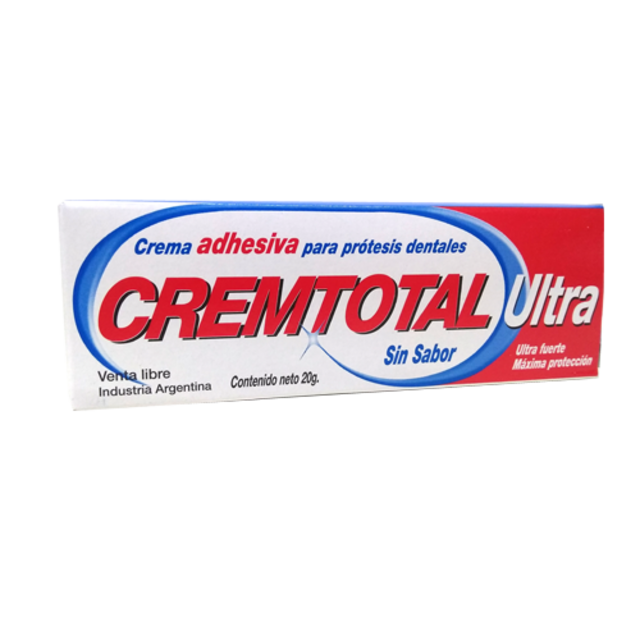 Crema adhesiva para prótesis dentales
CREMTOTAL Ultra
Sin Sabor
Ultra fuerte
Máxima protección
Venta libre
Industria Argentina
Contenido neto 20g.